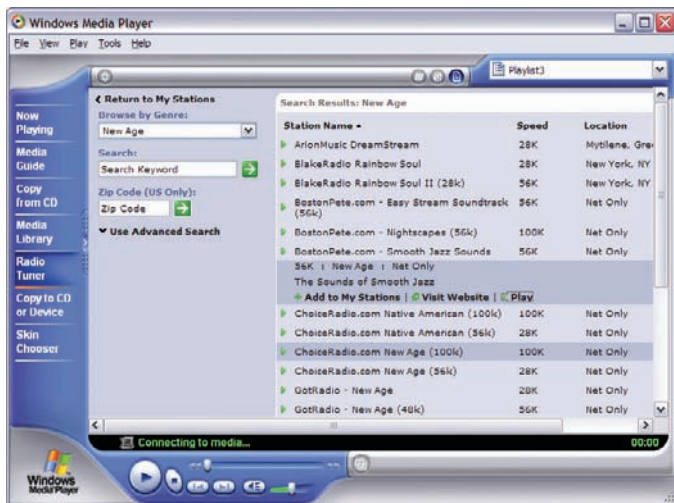 Windows Media Player
File View Play Tools Help
Playlist3
Now
Playing
Media
Guide
Copy
from CD
Media
Library
Radio
Tuner
Copy to CD
or Device
Skin
Chooser
Return to My Stations
Browse by Genre:
New Age
Search:
Search Keyword
Zip Code (US Only):
Zip Code
Use Advanced Search
Search Results: New Age
Station Name Speed Location
ArionMusic DreamStream 28K Mytilene, Gree
BlakeRadio Rainbow Soul 28K New York, NY
BlakeRadio Rainbow Soul II (28k) 56K New York, NY
BostonPete.com - Easy Stream Soundtrack 56K Net Only
(56k)
BostonPete.com - Nightscapes (56k) 100K Net Only
BostonPete.com - Smooth Jazz Sounds 56K Net Only
56K : New Age : Net Only
The Sounds of Smooth Jazz
Add to My Stations | Visit Website | Play
ChoiceRadio.com Native American (100k) 100K Net Only
ChoiceRadio.com Native American (56k) 28K Net Only
ChoiceRadio.com New Age (100k) 100K Net Only
ChoiceRadio.com New Age (56k) 28K Net Only
GotRadio - New Age 28K Net Only
GotRadio - New Age (48k) 56K Net Only
Connecting to media... 00:00
Windows
Media Player